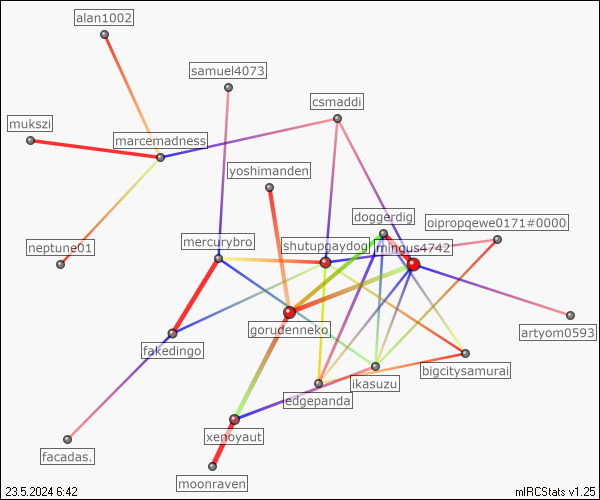 alan1002
samuel4073
csmaddi
mukszi
marcemadness
yoshimanden
doggerdig
oipropqewe0171#0000
mercurybro
shutupgaydog
mingus4742
neptune01
gorudenneko
artyom0593
fakedingo
bigcitysamurai
ikasuzu
edgepanda
xenoyaut
facadas.
moonraven
23.5.2024 6:42
mIRCStats v1.25